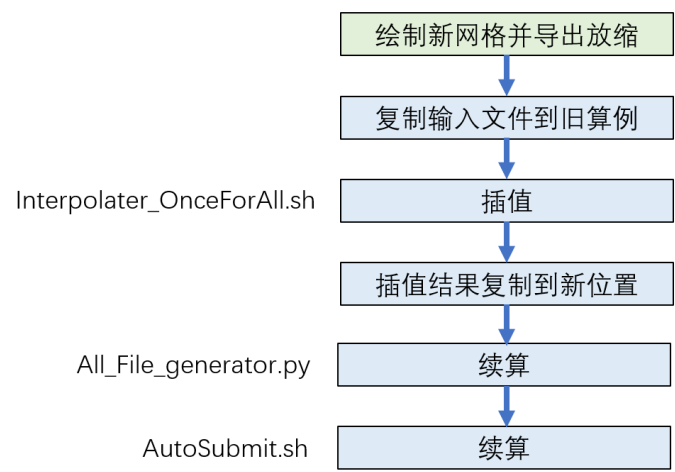 绘制新网格并导出放缩
复制输入文件到旧算例
Interpolater_OnceForAll.sh
插值
插值结果复制到新位置
All_File_generator.py
续算
AutoSubmit.sh
续算